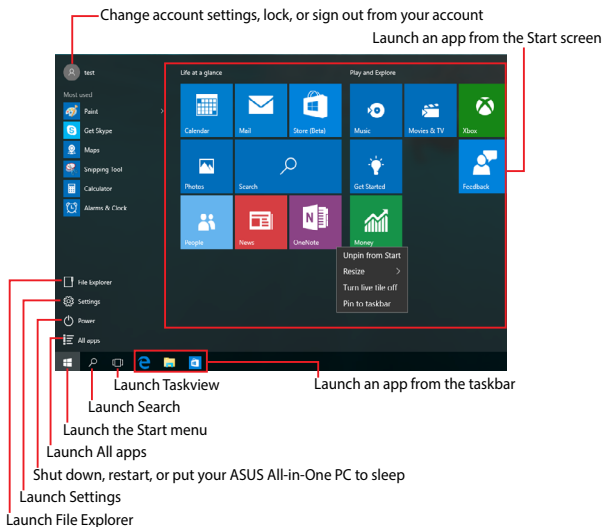 Change account settings, lock, or sign out from your account
Launch an app from the Start screen
test
Life at a glance
Play and Explore
Most used
Paint
Get Skype
Maps
Snipping Tool
Calculator
Alarms & Clock
Calendar
Mail
Store (Beta)
Music
Movies & TV
Xbox
Photos
Search
Get Started
Feedback
People
News
OneNote
Money
Unpin from Start
Resize
Turn live tile off
Pin to taskbar
File Explorer
Settings
Power
All apps
Launch Taskview
Launch an app from the taskbar
Launch Search
Launch the Start menu
Launch All apps
Shut down, restart, or put your ASUS All-in-One PC to sleep
Launch Settings
Launch File Explorer